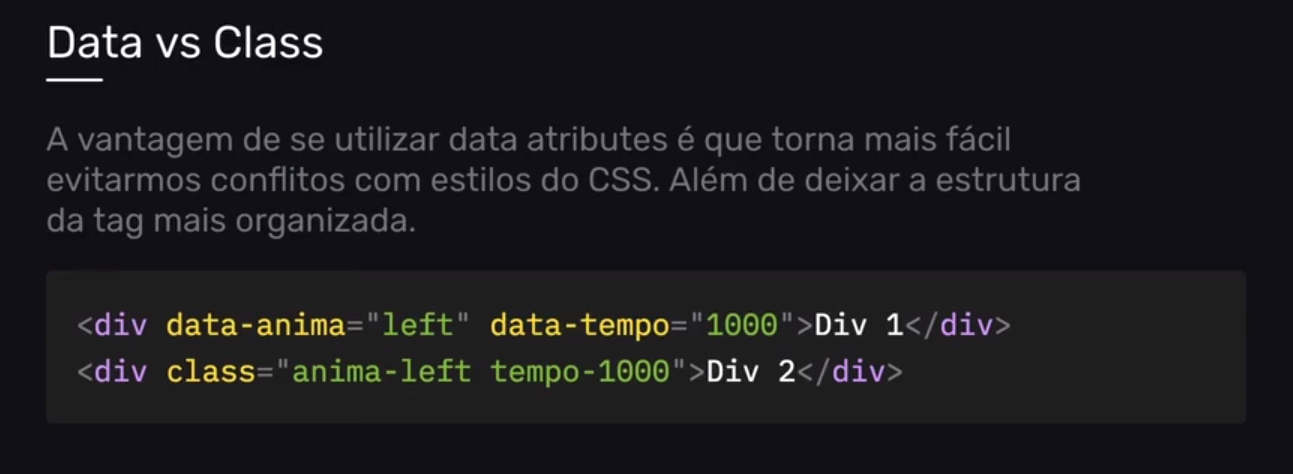 Data vs Class
A vantagem de se utilizar data atributes é que torna mais fácil
evitarmos conflitos com estilos do CSS. Além de deixar a estrutura
da tag mais organizada.
<div data-anima="left" data-tempo="1000">Div 1</div>
<div class="anima-left tempo-1000">Div 2</div>